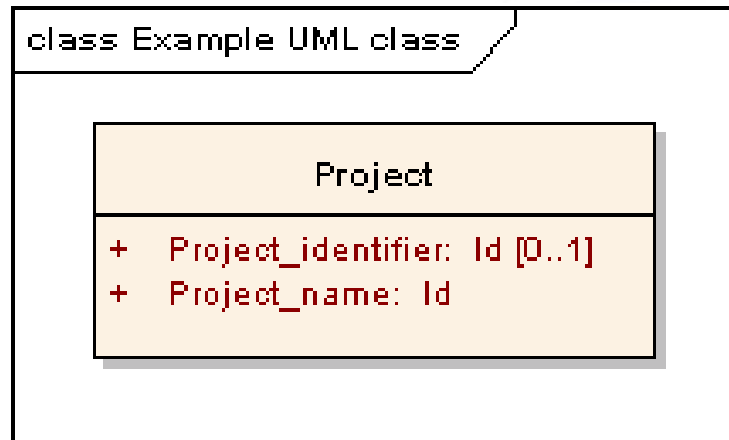 class Example UML class
Project
+ Project_identifier: Id [0..1]
+ Project_name: Id